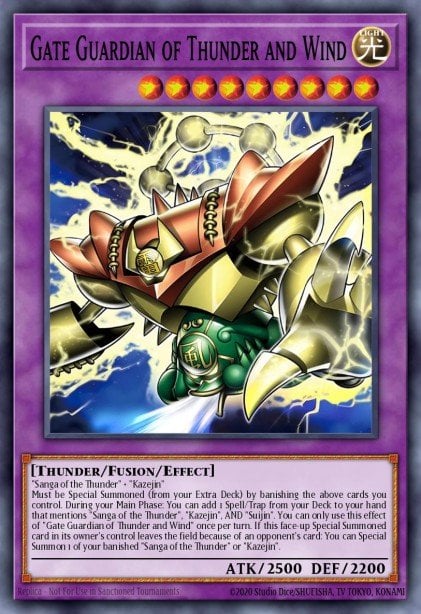 Gate Guardian of Thunder and Wind
LIGHT
光
雷
風
[Thunder/Fusion/Effect]
"Sanga of the Thunder" + "Kazejin"
Must be Special Summoned (from your Extra Deck) by banishing the above cards you
control. During your Main Phase: You can add 1 Spell/Trap from your Deck to your hand
that mentions "Sanga of the Thunder", "Kazejin", AND "Suijin". You can only use this effect
of "Gate Guardian of Thunder and Wind" once per turn. If this face-up Special Summoned
card in its owner's control leaves the field because of an opponent's card: You can Special
Summon 1 of your banished "Sanga of the Thunder" or "Kazejin".
ATK/2500 DEF/2200
Replica - Not For Use in Sanctioned Tournaments
©2020 Studio Dice/SHUEISHA, TV TOKYO, KONAMI